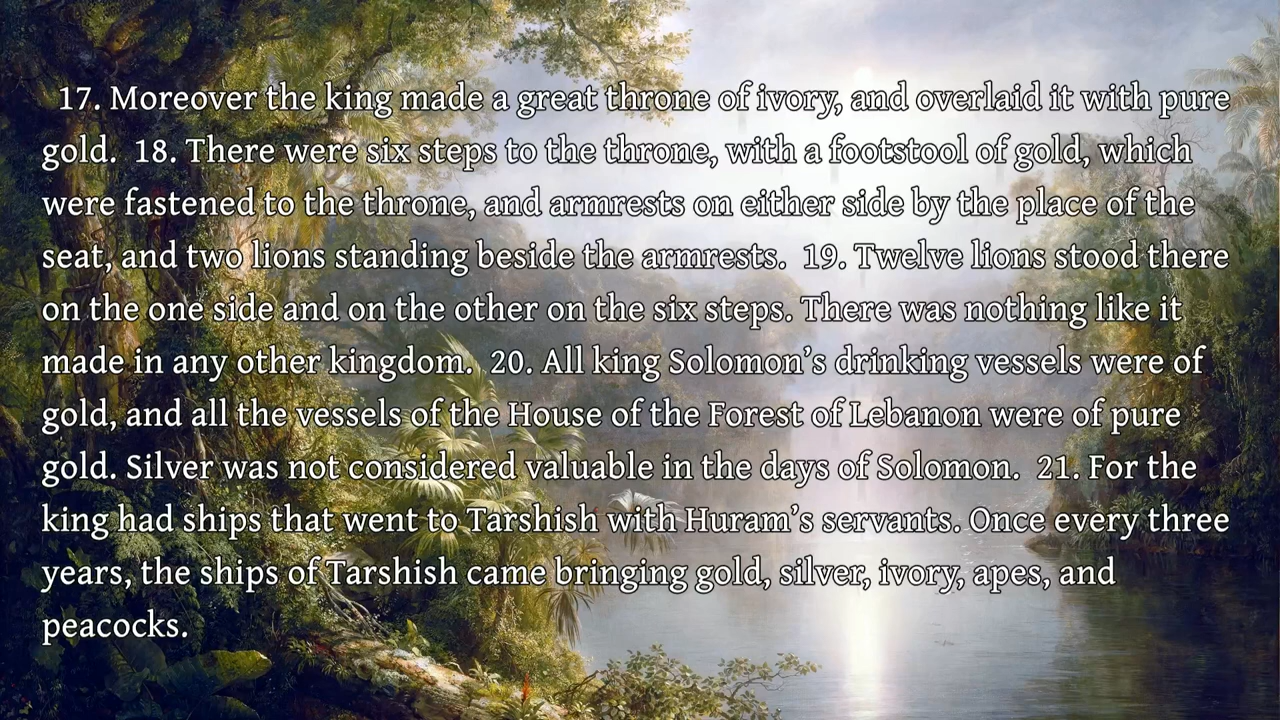 17. Moreover the king made a great throne of ivory, and overlaid it with pure
gold.  18. There were six steps to the throne, with a footstool of gold, which
were fastened to the throne, and armrests on either side by the place of the
seat, and two lions standing beside the armrests.  19. Twelve lions stood there
on the one side and on the other on the six steps. There was nothing like it
made in any other kingdom.  20. All king Solomon’s drinking vessels were of
gold, and all the vessels of the House of the Forest of Lebanon were of pure
gold. Silver was not considered valuable in the days of Solomon.  21. For the
king had ships that went to Tarshish with Huram’s servants. Once every three
years, the ships of Tarshish came bringing gold, silver, ivory, apes, and
peacocks.